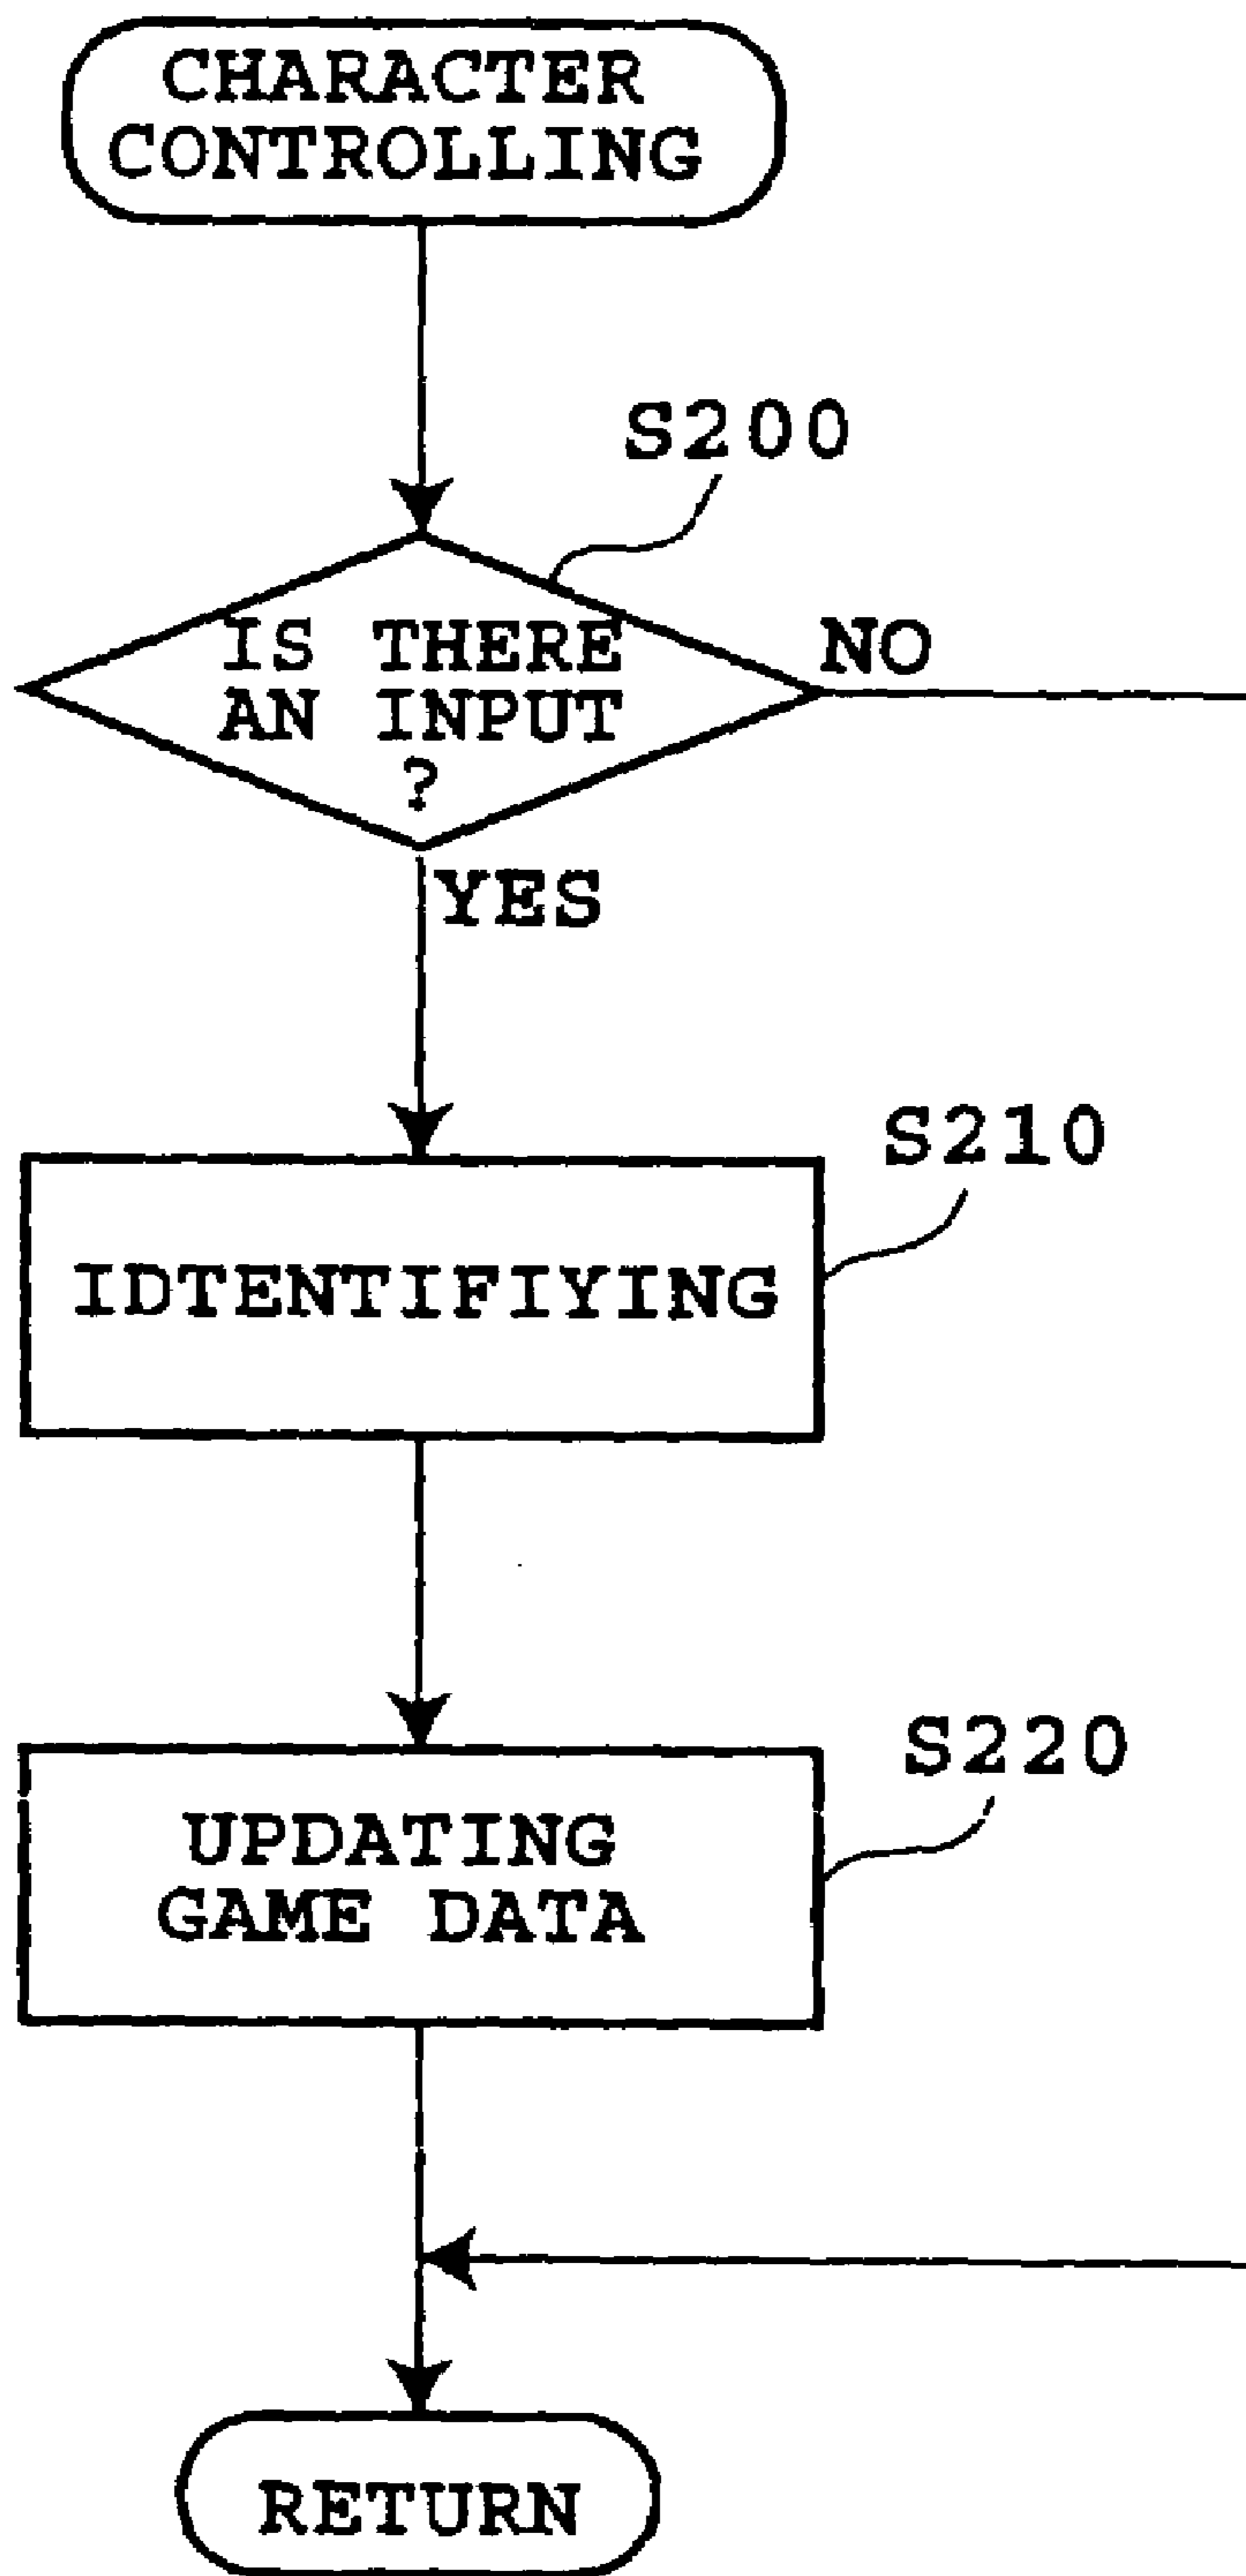 CHARACTER
CONTROLLING
S200
IS THERE
AN INPUT
?
NO
YES
S210
IDTENTIFIYING
S220
UPDATING
GAME DATA
RETURN